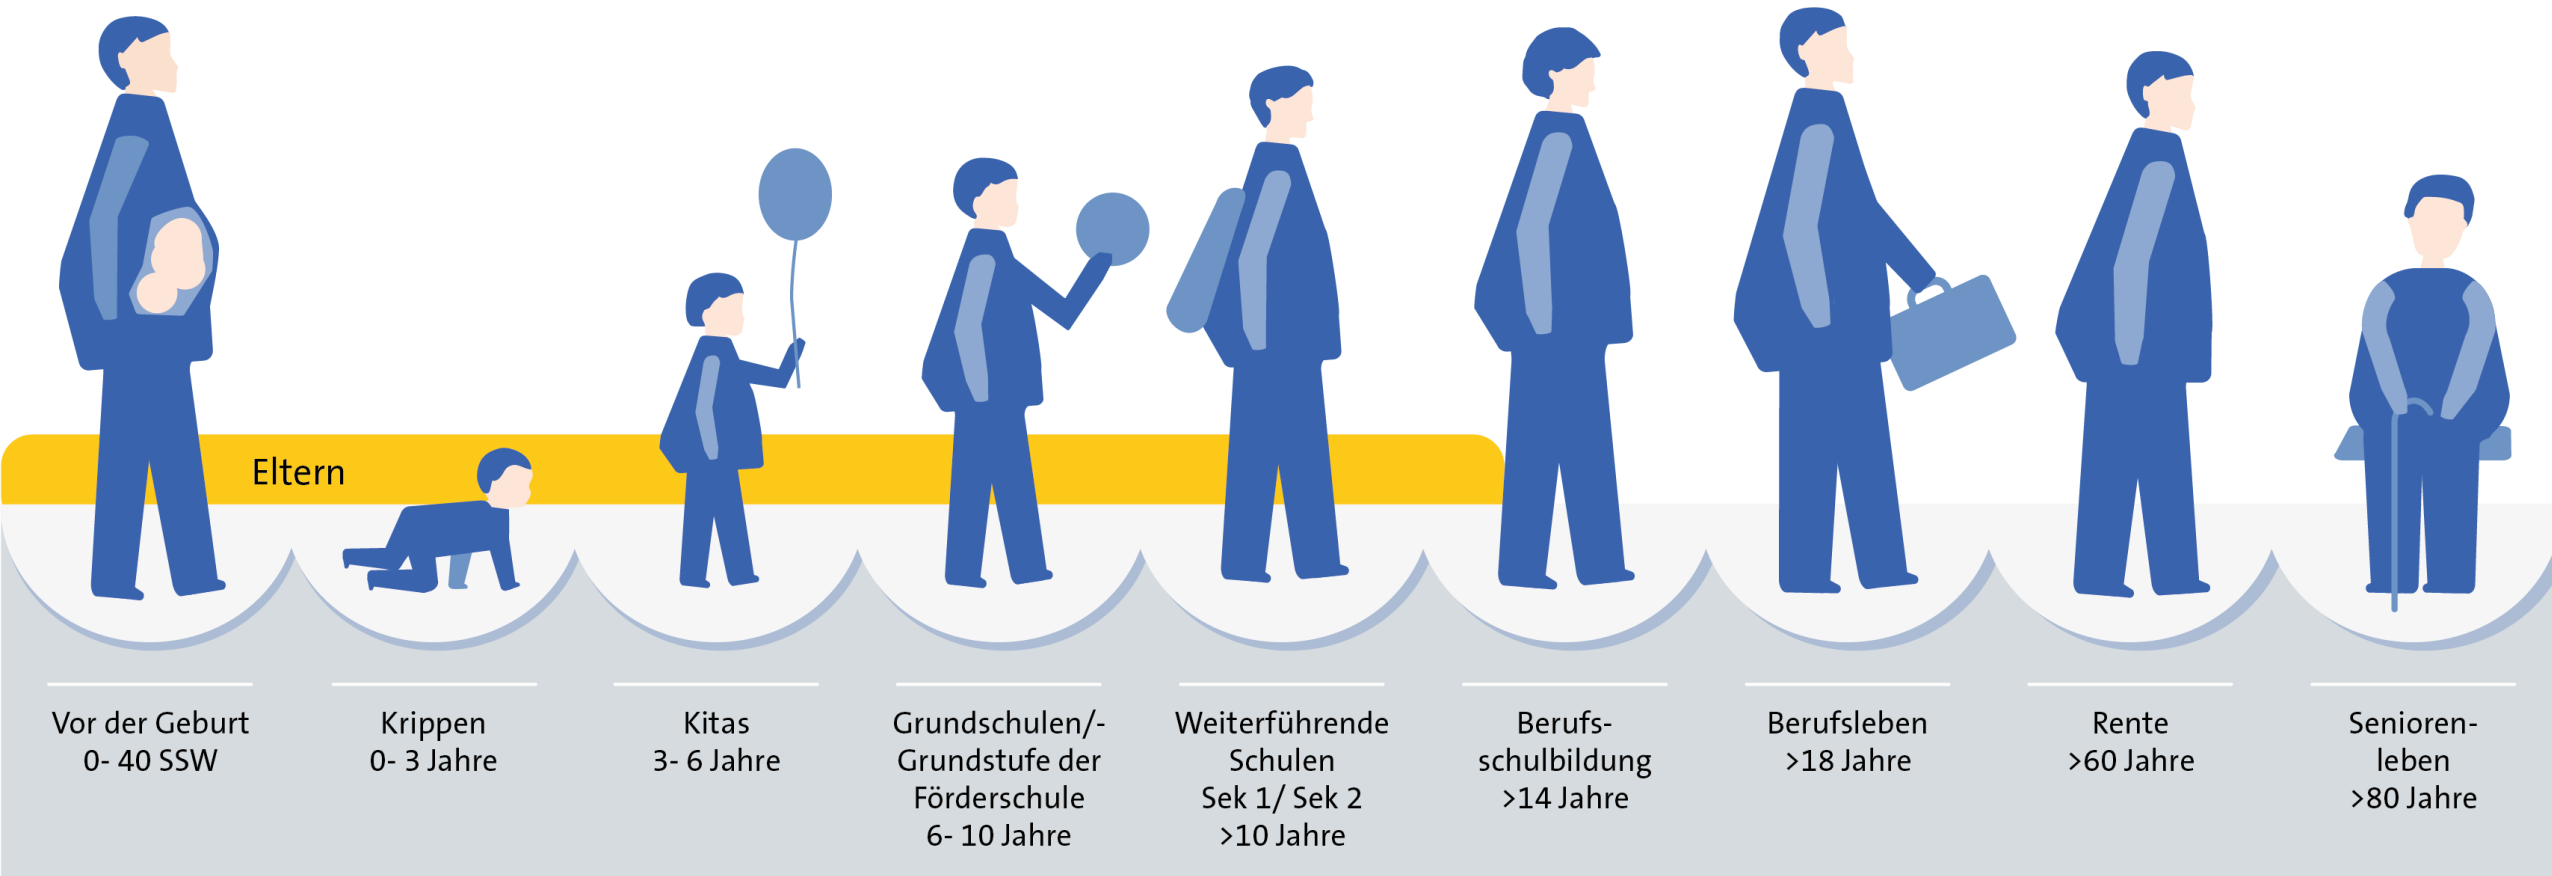 Eltern
Vor der Geburt
0- 40 SSW
Krippen
0- 3 Jahre
Kitas
3- 6 Jahre
Grundschulen/-
Grundstufe der
Förderschule
6- 10 Jahre
Weiterführende
Schulen
Sek 1/ Sek 2
>10 Jahre
Berufs-
schulbildung
>14 Jahre
Berufsleben
>18 Jahre
Rente
>60 Jahre
Senioren-
leben
>80 Jahre